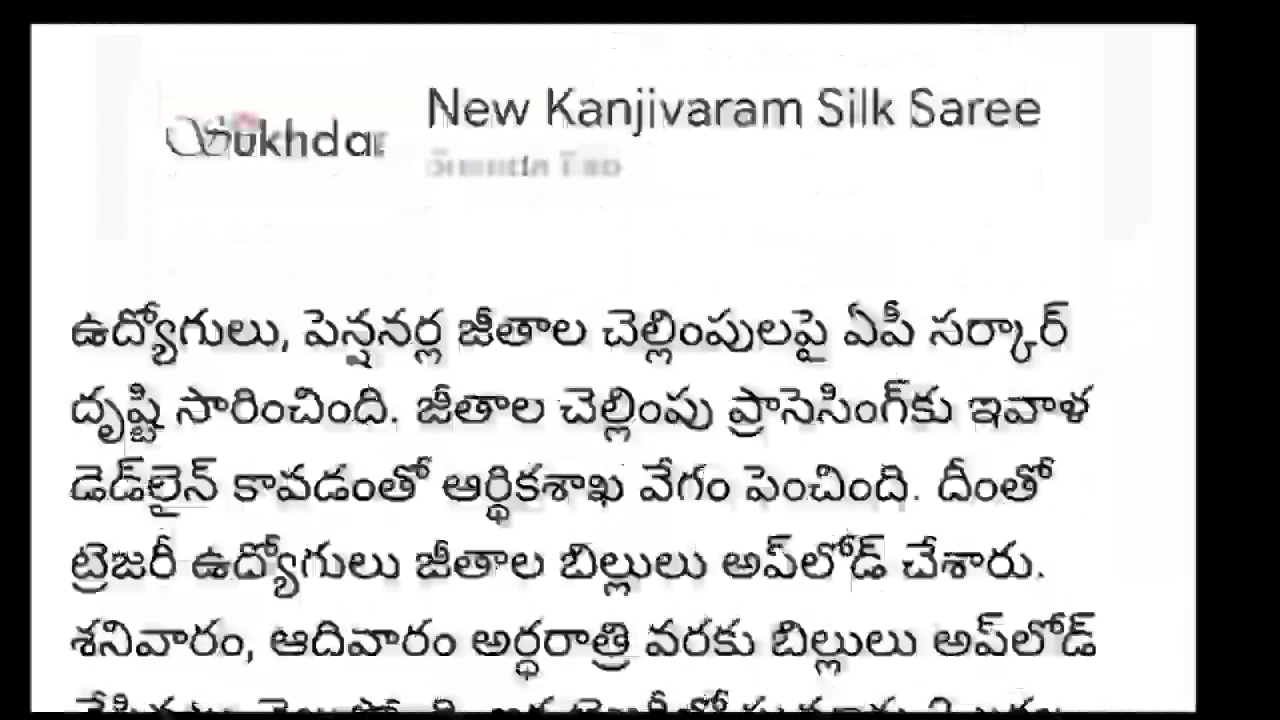 Sukhdar
New Kanjivaram Silk Saree
ఉద్యోగులు, పెన్షనర్ల జీతాల చెల్లింపులపై ఏపీ సర్కార్
దృష్టి సారించింది. జీతాల చెల్లింపు ప్రాసెసింగ్‌కు ఇవాళ
డెడ్‌లైన్ కావడంతో ఆర్థికశాఖ వేగం పెంచింది. దీంతో
ట్రెజరీ ఉద్యోగులు జీతాల బిల్లులు అప్‌లోడ్ చేశారు.
శనివారం, ఆదివారం అర్ధరాత్రి వరకు బిల్లులు అప్‌లోడ్